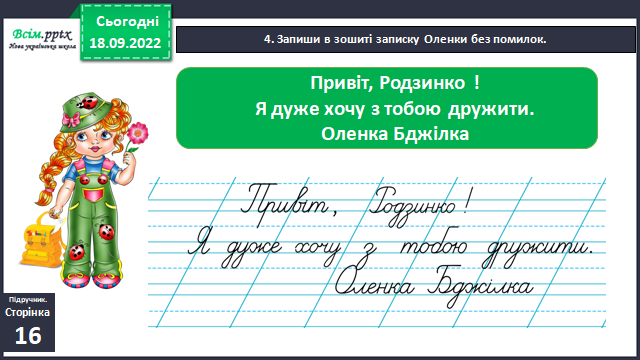 Всім.pptx
Нова українська школа
Сьогодні
18.09.2022
4. Запиши в зошиті записку Оленки без помилок.
Привіт, Родзинко !
Я дуже хочу з тобою дружити.
Оленка Бджілка
Привіт, Родзинко!
Я дуже хочу з тобою дружити.
Оленка Бджілка
Підручник.
Сторінка
16